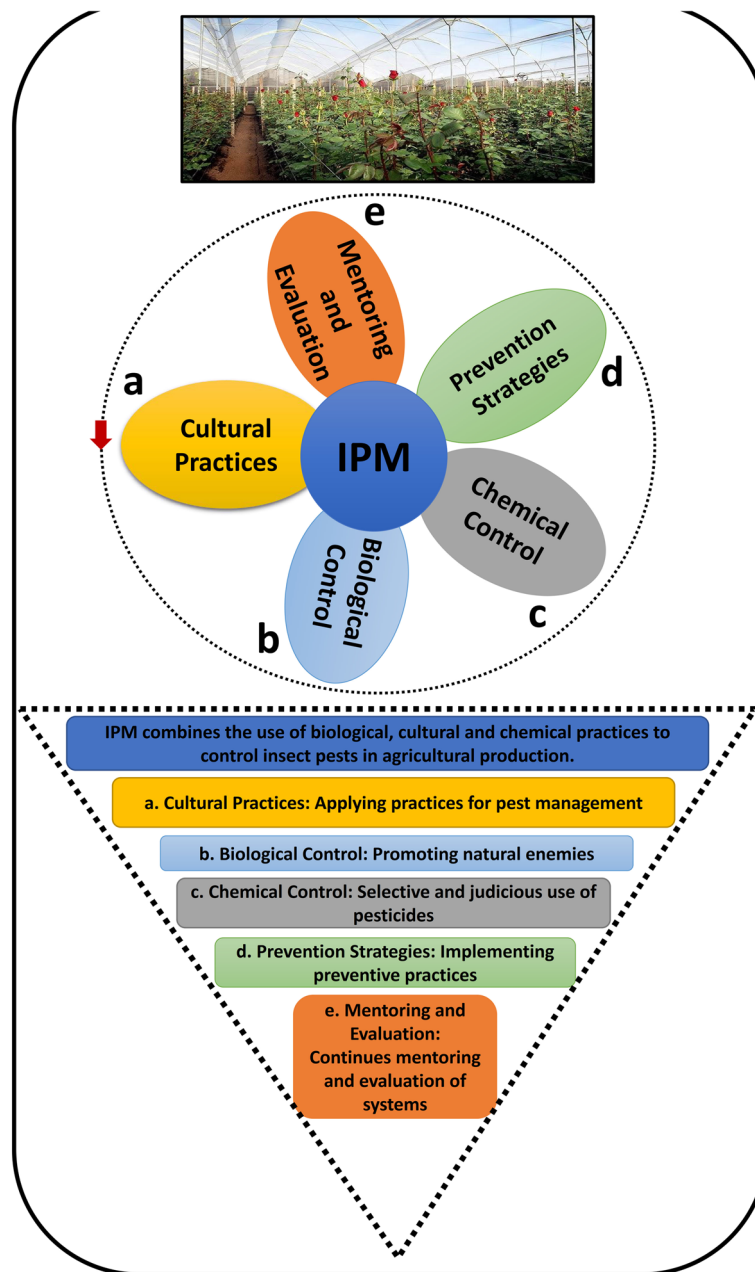 e
Mentoring
and
Evaluation
a
Cultural
Practices
IPM
Prevention
Strategies
d
Chemical
Control
c
Biological
Control
b
IPM combines the use of biological, cultural and chemical practices to
control insect pests in agricultural production.
a. Cultural Practices: Applying practices for pest management
b. Biological Control: Promoting natural enemies
c. Chemical Control: Selective and judicious use of
pesticides
d. Prevention Strategies: Implementing
preventive practices
e. Mentoring and
Evaluation:
Continues mentoring
and evaluation of
systems